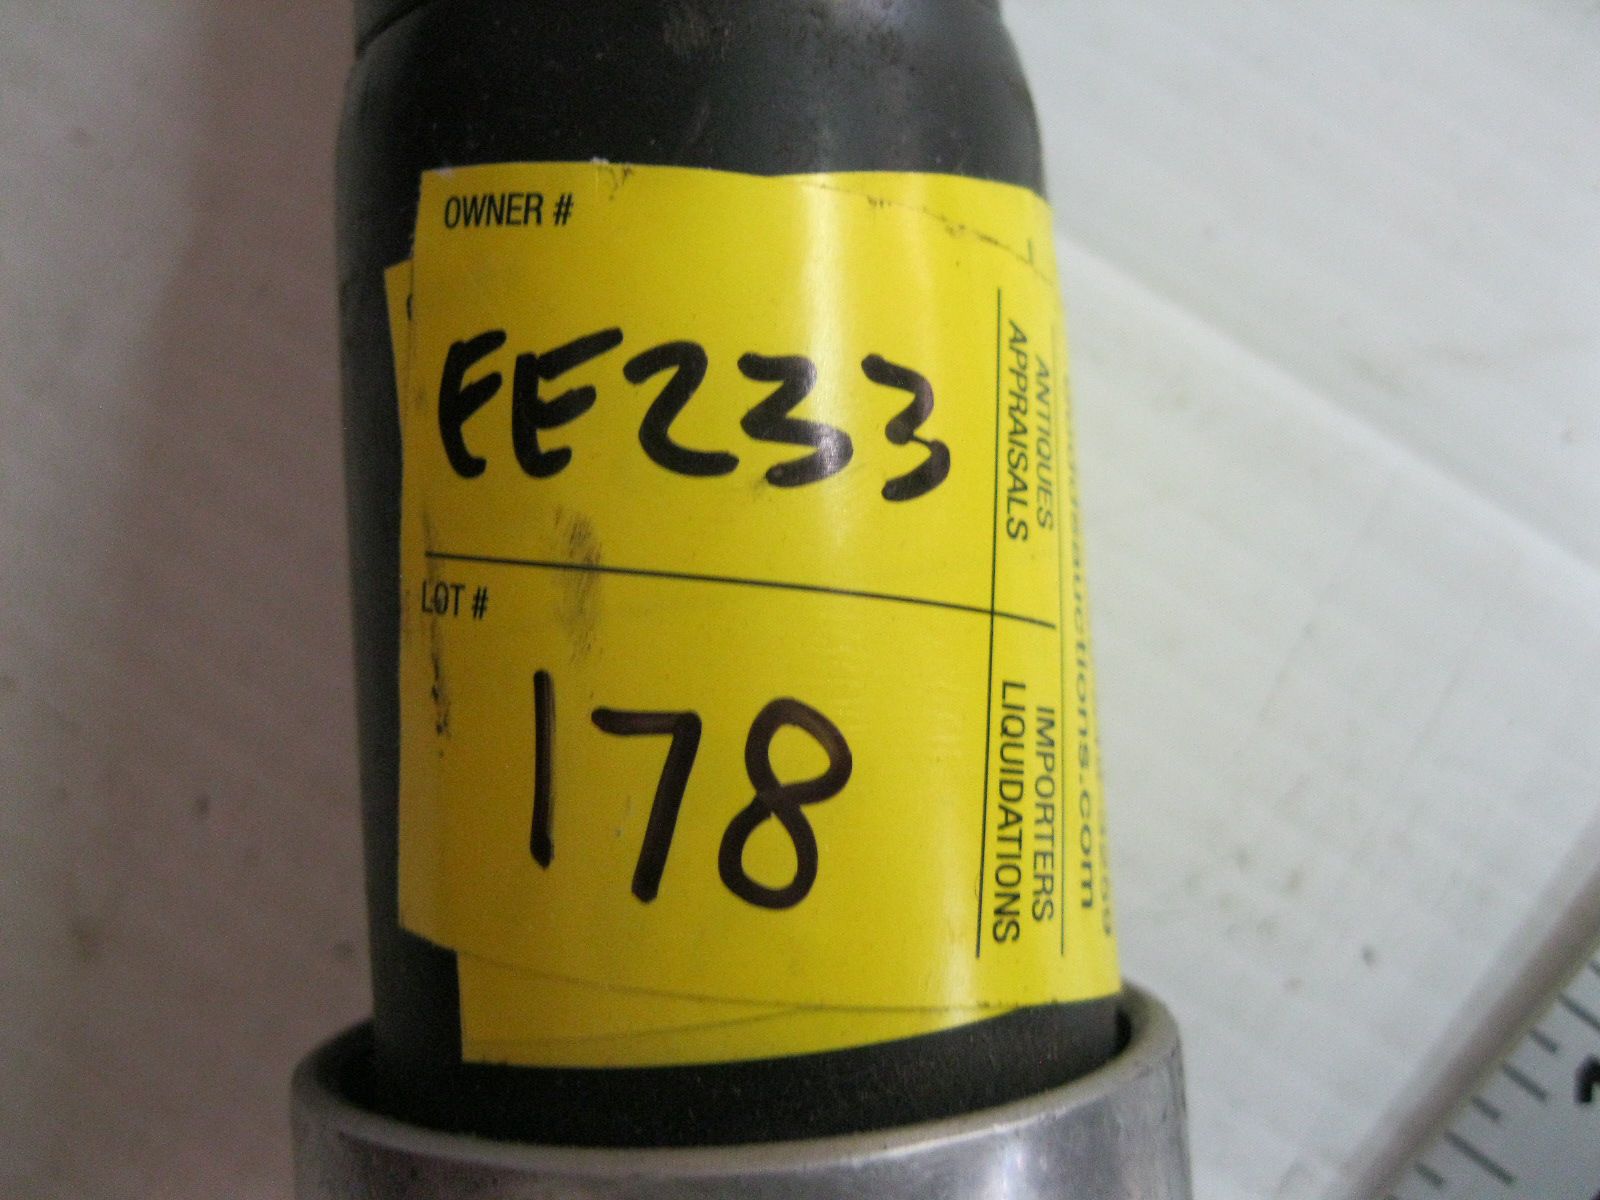 OWNER #
EE233
LOT #
178
ANTIQUES
APPRAISALS
IMPORTERS
LIQUIDATIONS